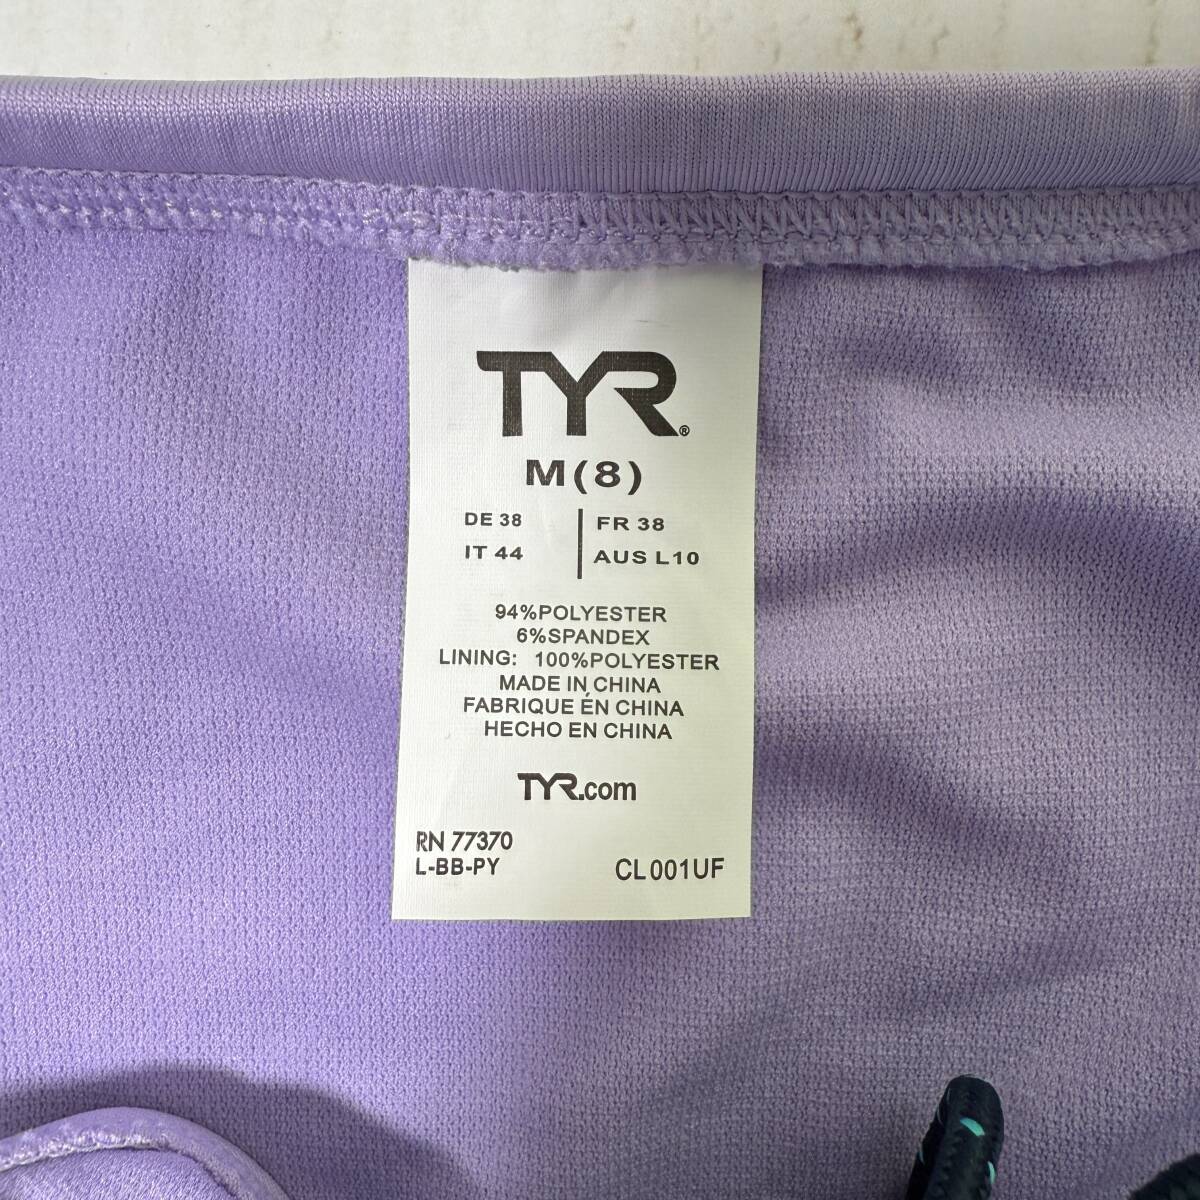 TYR®
M(8)
DE 38 | FR 38
IT 44 | AUS L10
94%POLYESTER
6%SPANDEX
LINING: 100%POLYESTER
MADE IN CHINA
FABRIQUE ÉN CHINA
HECHO EN CHINA
TYR.com
RN 77370
L-BB-PY CL001UF